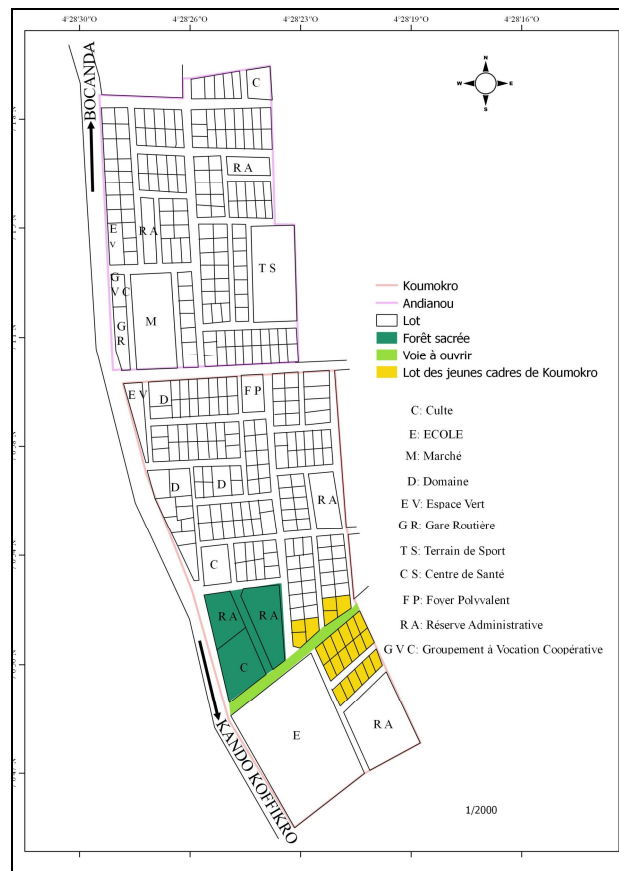 4°28'30"O
4°28'26"O
4°28'23"O
4°28'19"O
4°28'16"O
N
W
E
S
BOCANDA
C
R A
E
V
R A
T S
G
V C
G
R
M
E V
D
F P
D
D
R A
C
R A
R A
C
E
R A
KANDO KOFFIKRO
Koumokro
Andianou
Lot
Forêt sacrée
Voie à ouvrir
Lot des jeunes cadres de Koumokro
C: Culte
E: ECOLE
M: Marché
D: Domaine
E V: Espace Vert
G R: Gare Routière
T S: Terrain de Sport
C S: Centre de Santé
F P: Foyer Polyvalent
R A: Réserve Administrative
G V C: Groupement à Vocation Coopérative
1/2000